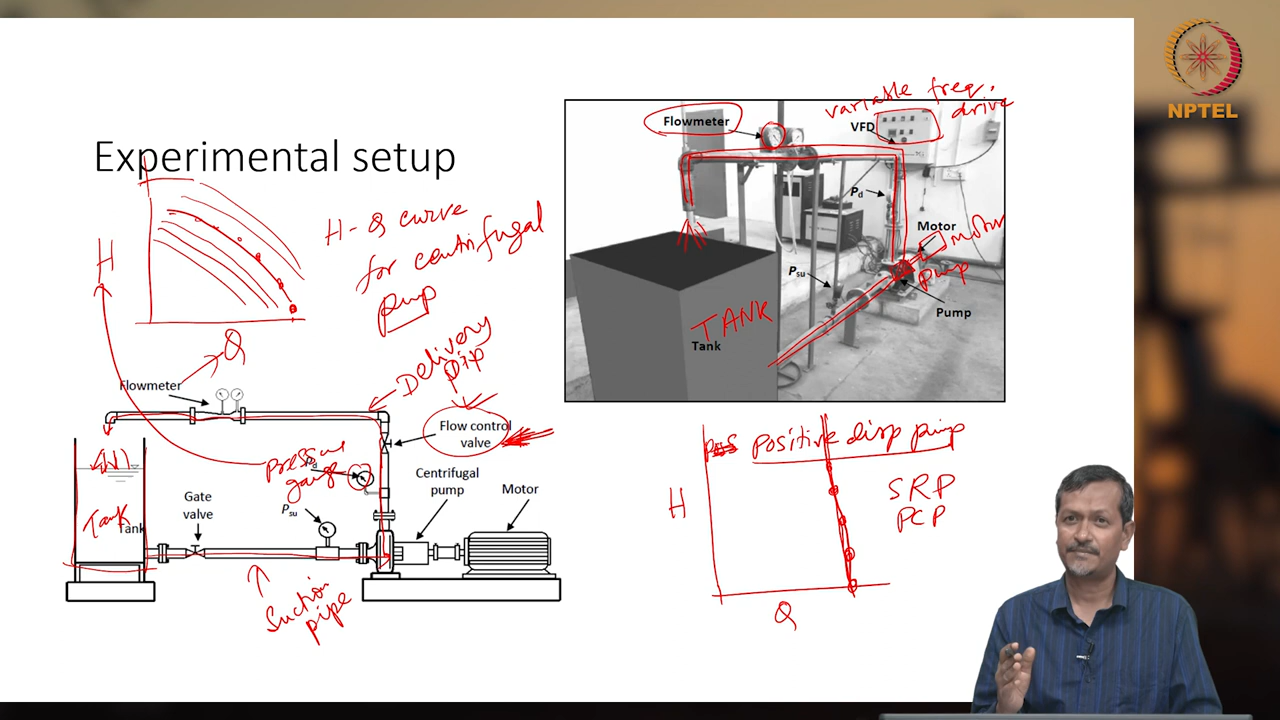 NPTEL
Experimental setup
H
Q
H-Q curve
for centrifugal
pump
variable freq.
drive
Flowmeter
VFD
Pd
Motor
motor
Psu
pump
Pump
TANK
Tank
Flowmeter
Delivery
pip
Flow control
valve
Pressure
gauge
Centrifugal
pump
Motor
Gate
valve
Psu
Tank
Tank
Suction
pipe
positive disp pump
H
SRP
PCP
Q